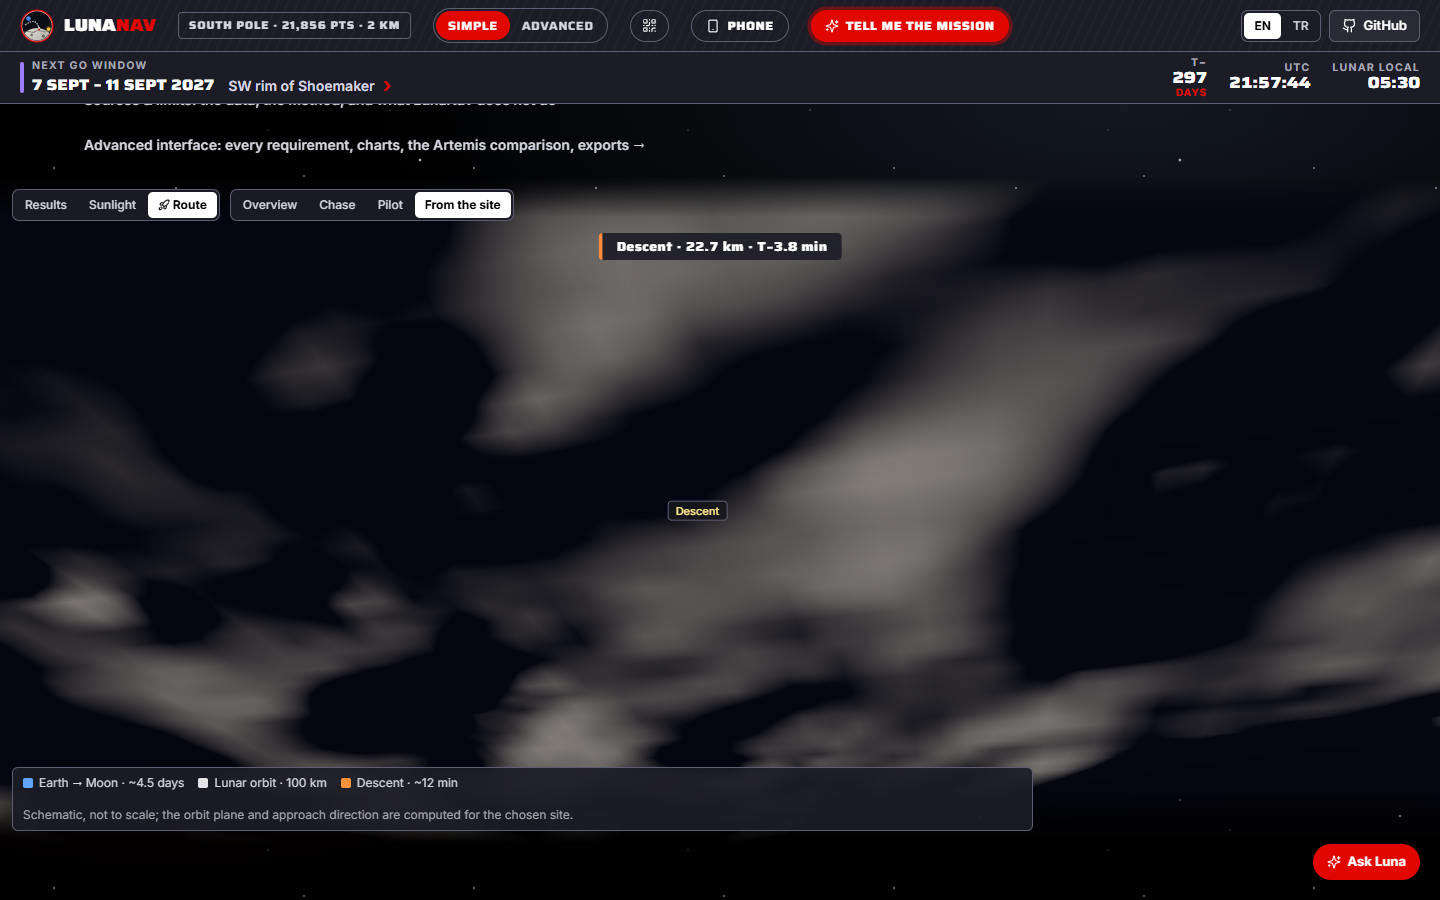 LUNANAV
SOUTH POLE · 21,856 PTS · 2 KM
SIMPLE
ADVANCED
PHONE
TELL ME THE MISSION
EN
TR
GitHub
NEXT GO WINDOW
7 SEPT – 11 SEPT 2027
SW rim of Shoemaker
T−
297
DAYS
UTC
21:57:44
LUNAR LOCAL
05:30
Advanced interface: every requirement, charts, the Artemis comparison, exports →
Results
Sunlight
Route
Overview
Chase
Pilot
From the site
Descent · 22.7 km · T−3.8 min
Descent
Earth → Moon · ~4.5 days
Lunar orbit · 100 km
Descent · ~12 min
Schematic, not to scale; the orbit plane and approach direction are computed for the chosen site.
Ask Luna